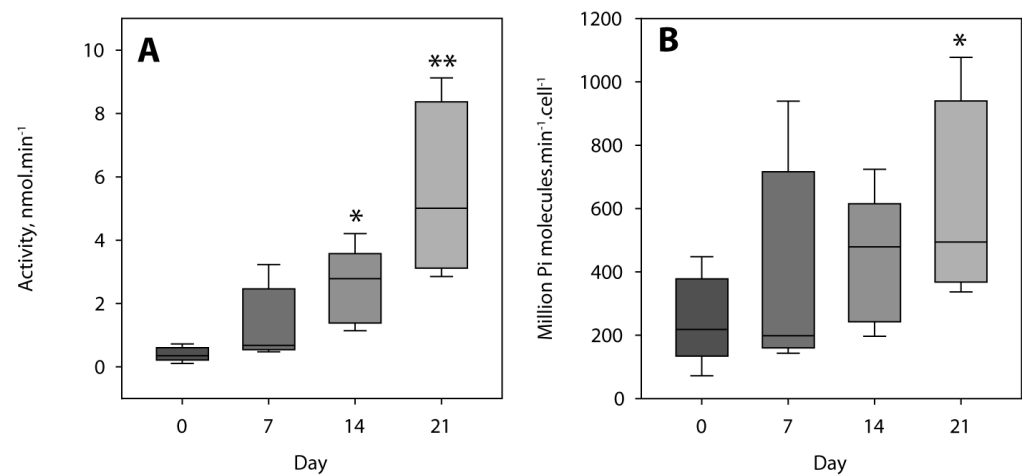 A
Activity, nmol.min⁻¹
10
8
6
4
2
0
*
**
0 7 14 21
Day
B
Million Pi molecules.min⁻¹.cell⁻¹
1200
1000
800
600
400
200
0
*
0 7 14 21
Day